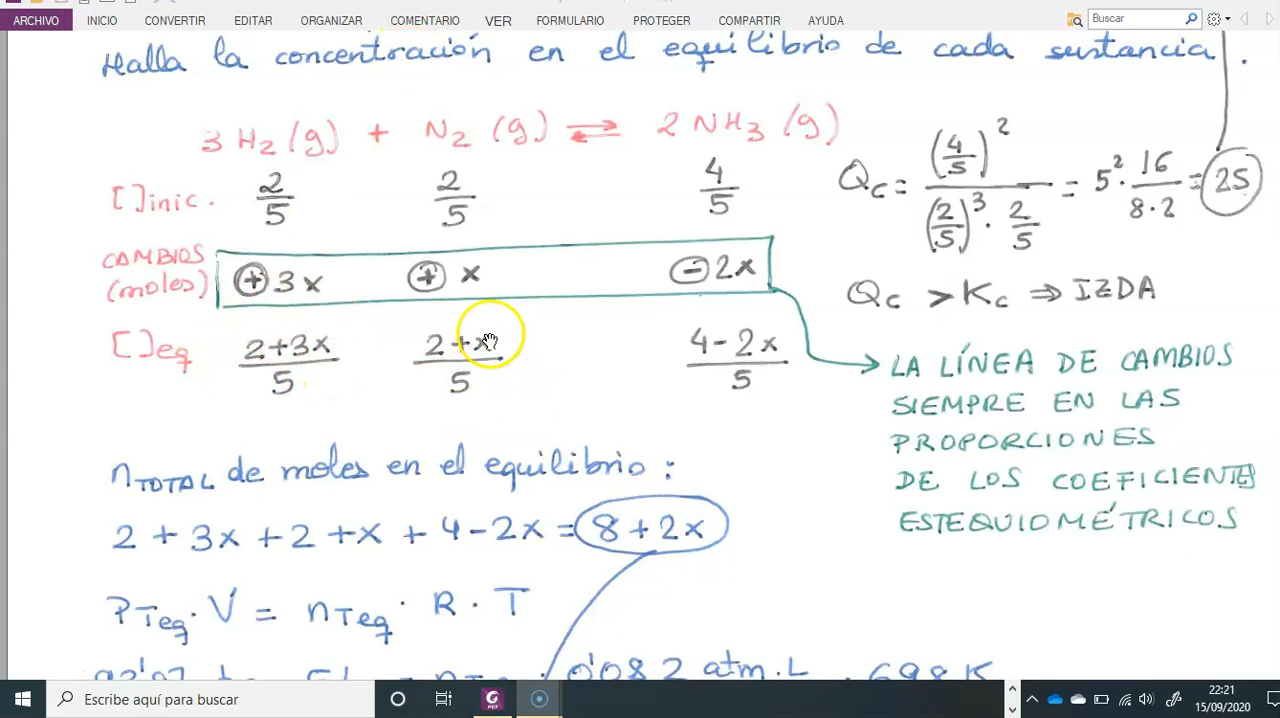 ARCHIVO INICIO CONVERTIR EDITAR ORGANIZAR COMENTARIO VER FORMULARIO PROTEGER COMPARTIR AYUDA Buscar
Halla la concentración en el equilibrio de cada sustancia.
3 H₂ (g) + N₂ (g) ⇌ 2 NH₃ (g)
[ ]inic. 2/5 2/5 4/5
Qc = (4/5)² / ((2/5)³ · 2/5) = 5² · 16/(8·2) = 25
CAMBIOS (moles) + 3x + x - 2x
Qc > Kc ⇒ IZDA
[ ]eq (2+3x)/5 (2+x)/5 (4-2x)/5
LA LÍNEA DE CAMBIOS
SIEMPRE EN LAS
PROPORCIONES
DE LOS COEFICIENTES
ESTEQUIOMÉTRICOS
nTOTAL de moles en el equilibrio:
2 + 3x + 2 + x + 4 - 2x = 8 + 2x
PTeq · V = nTeq · R · T
0'082 atm.L . 698 K
Escribe aquí para buscar
22:21
15/09/2020